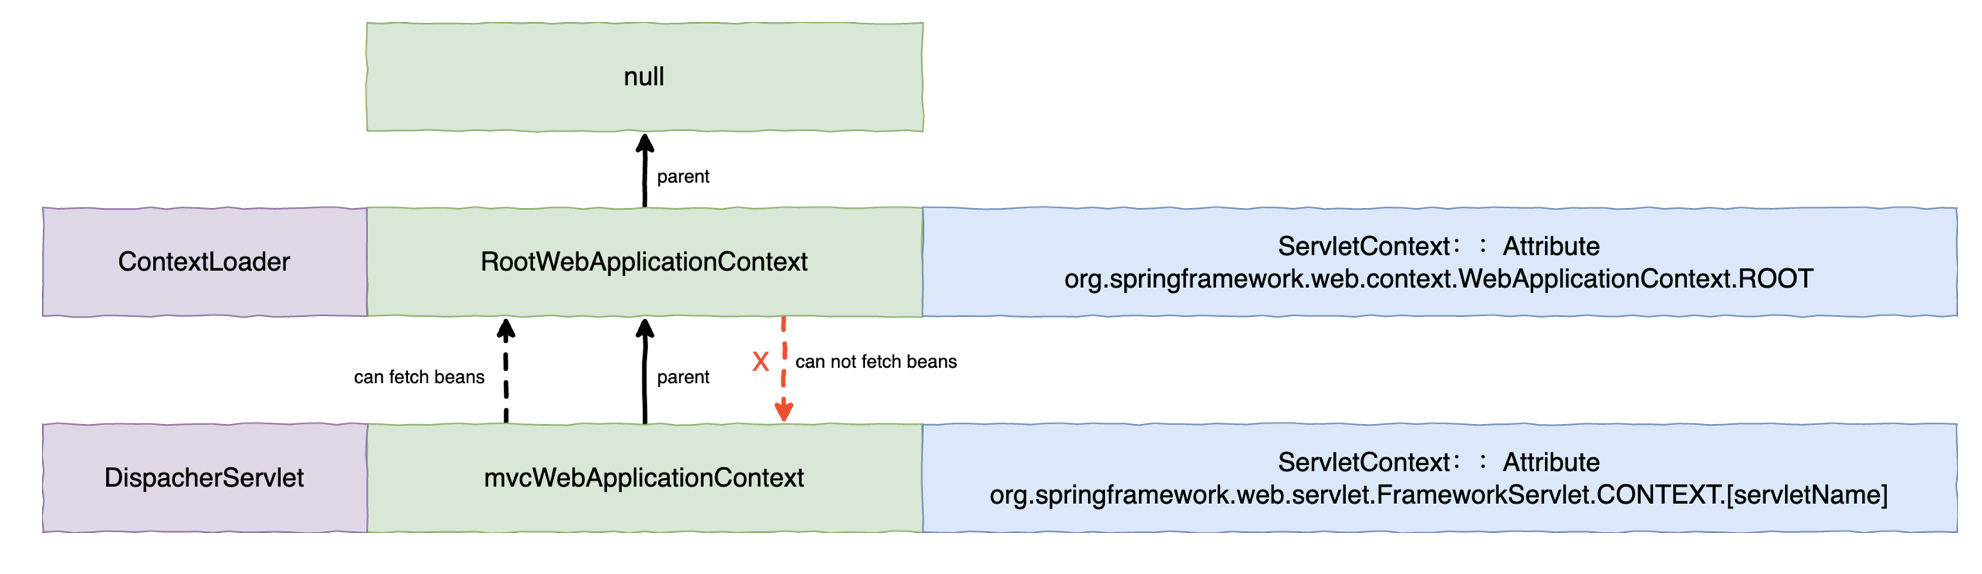 null
parent
ContextLoader
RootWebApplicationContext
ServletContext：： Attribute
org.springframework.web.context.WebApplicationContext.ROOT
can fetch beans
parent
X
can not fetch beans
DispacherServlet
mvcWebApplicationContext
ServletContext：： Attribute
org.springframework.web.servlet.FrameworkServlet.CONTEXT.[servletName]